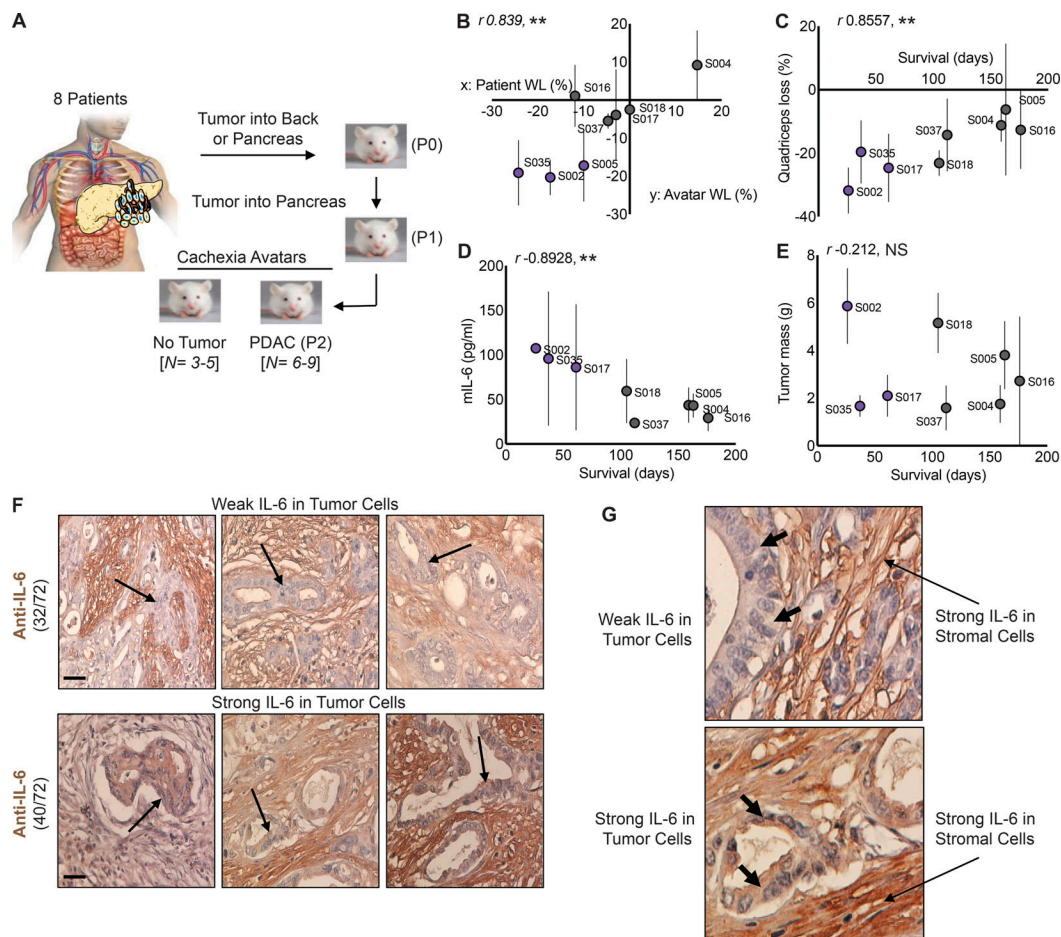 A
8 Patients
Tumor into Back
or Pancreas
(P0)
Tumor into Pancreas
(P1)
Cachexia Avatars
No Tumor
[N= 3-5]
PDAC (P2)
[N= 6-9]
B
r 0.839, **
20
S004
x: Patient WL (%)
S016
10
-30
-20
-10
S018
10
20
S037
S017
-10
S035
S002
S005
-20
y: Avatar WL (%)
-30
C
r 0.8557, **
20
Survival (days)
50
100
150
200
0
Quadriceps loss (%)
S005
S037
S004
S016
S035
-20
S017
S018
S002
-40
D
r -0.8928, **
200
150
mIL-6 (pg/ml)
100
S002
S035
S017
50
S018
S005
S004
S037
S016
0
0
50
100
150
200
Survival (days)
E
r -0.212, NS
8
6
S002
S018
Tumor mass (g)
4
S005
S016
2
S035
S017
S037
S004
0
0
50
100
150
200
Survival (days)
F
Weak IL-6 in Tumor Cells
Anti-IL-6
(32/72)
Strong IL-6 in Tumor Cells
Anti-IL-6
(40/72)
G
Weak IL-6 in
Tumor Cells
Strong IL-6 in
Stromal Cells
Strong IL-6 in
Tumor Cells
Strong IL-6 in
Stromal Cells